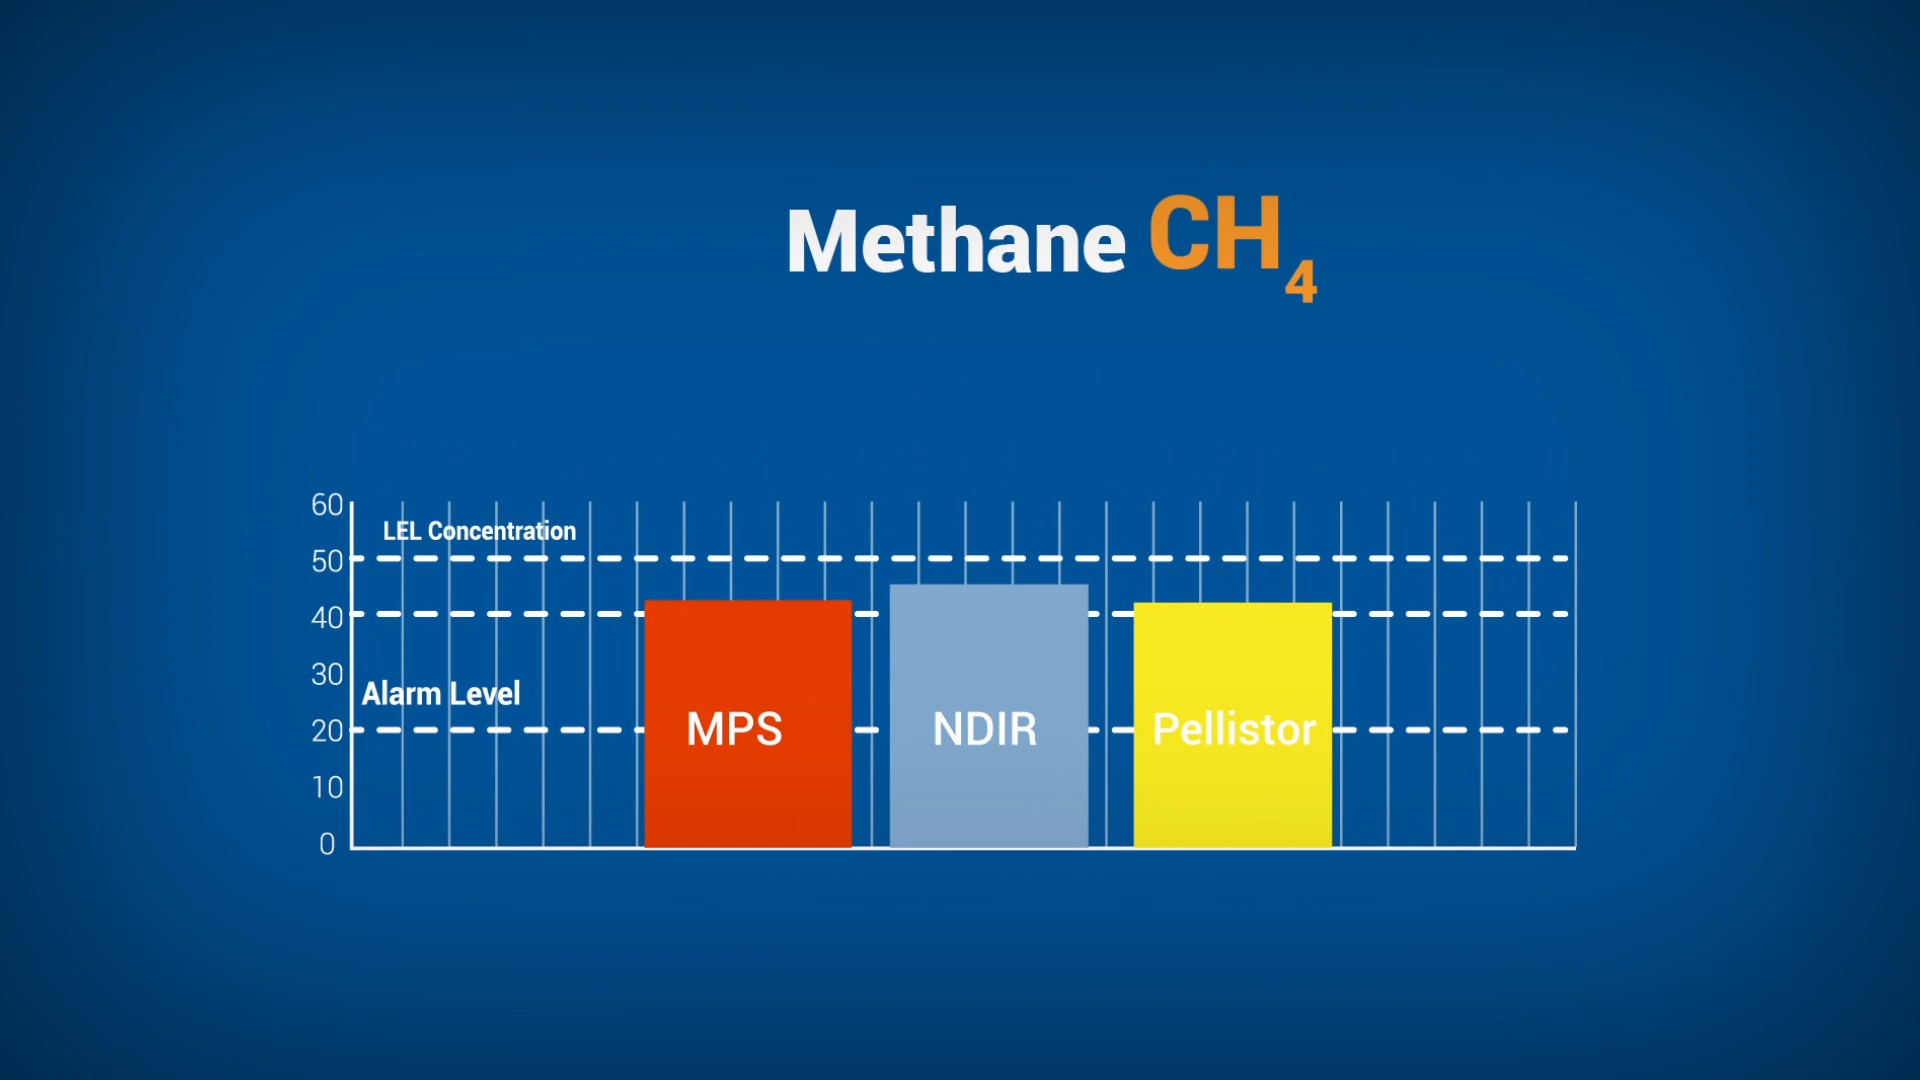 Methane CH₄
60
LEL Concentration
50
40
30
Alarm Level
20
10
0
MPS
NDIR
Pellistor